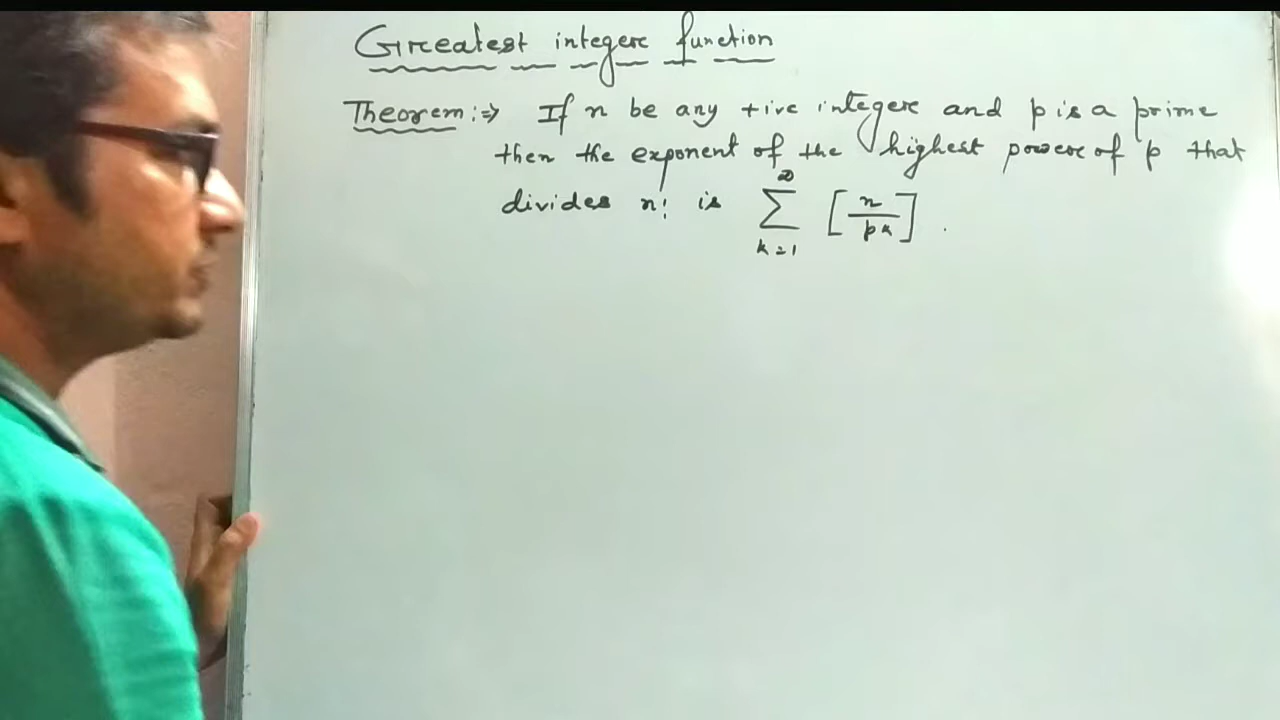 Greatest integer function
Theorem :⇒ If n be any +ive integer and p is a prime
then the exponent of the highest power of p that
divides n! is ∑_{k=1}^{∞} [n/p^k].